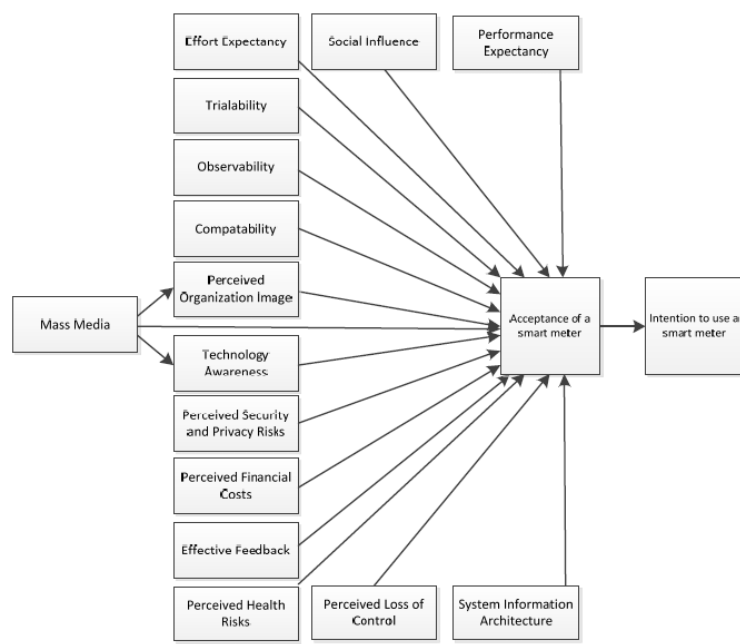 Effort Expectancy
Social Influence
Performance
Expectancy
Trialability
Observability
Compatability
Perceived
Organization Image
Mass Media
Acceptance of a
smart meter
Intention to use a
smart meter
Technology
Awareness
Perceived Security
and Privacy Risks
Perceived Financial
Costs
Effective Feedback
Perceived Health
Risks
Perceived Loss of
Control
System Information
Architecture